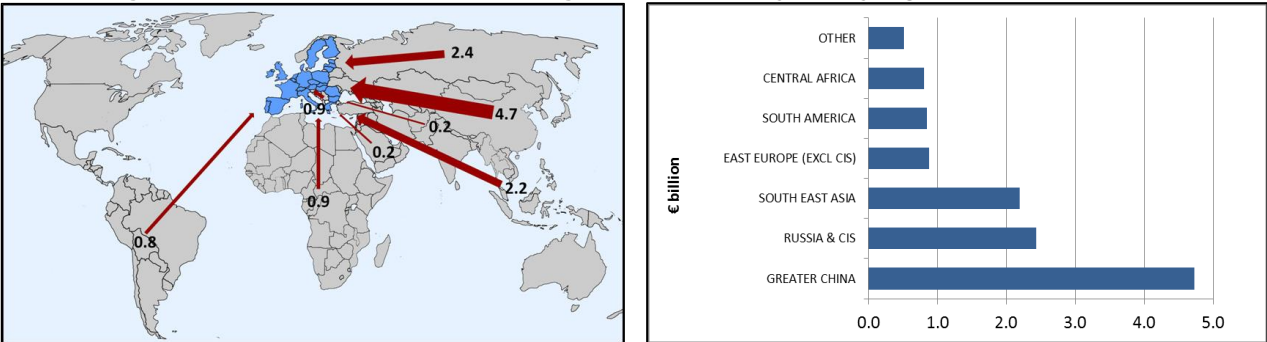 2.4
4.7
0.9
0.2
0.2
2.2
0.9
0.8
€ billion
OTHER
CENTRAL AFRICA
SOUTH AMERICA
EAST EUROPE (EXCL CIS)
SOUTH EAST ASIA
RUSSIA & CIS
GREATER CHINA
0.0 1.0 2.0 3.0 4.0 5.0